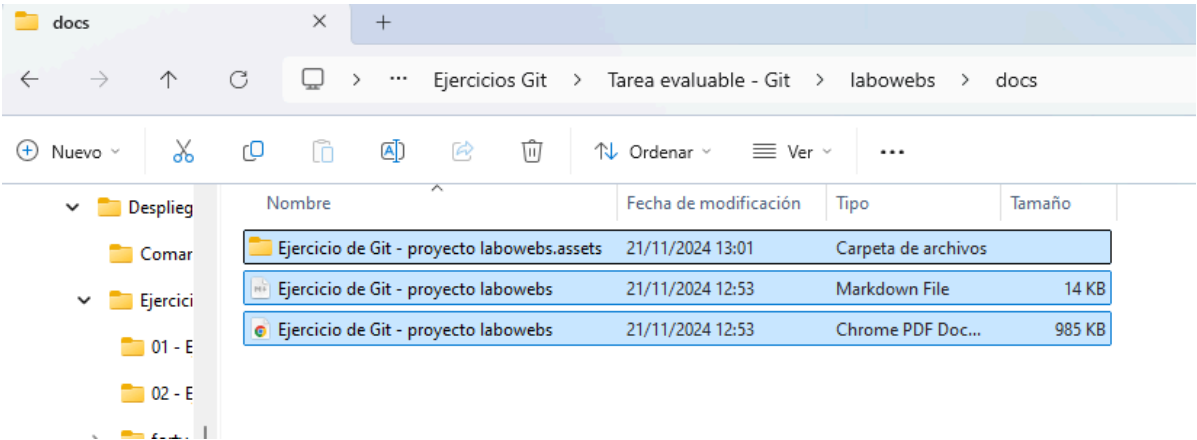 docs
Ejercicios Git > Tarea evaluable - Git > labowebs > docs
Nuevo Ordenar Ver
Nombre Fecha de modificación Tipo Tamaño
Ejercicio de Git - proyecto labowebs.assets 21/11/2024 13:01 Carpeta de archivos
Ejercicio de Git - proyecto labowebs 21/11/2024 12:53 Markdown File 14 KB
Ejercicio de Git - proyecto labowebs 21/11/2024 12:53 Chrome PDF Doc... 985 KB
Desplieg
Comar
Ejercici
01 - E
02 - E